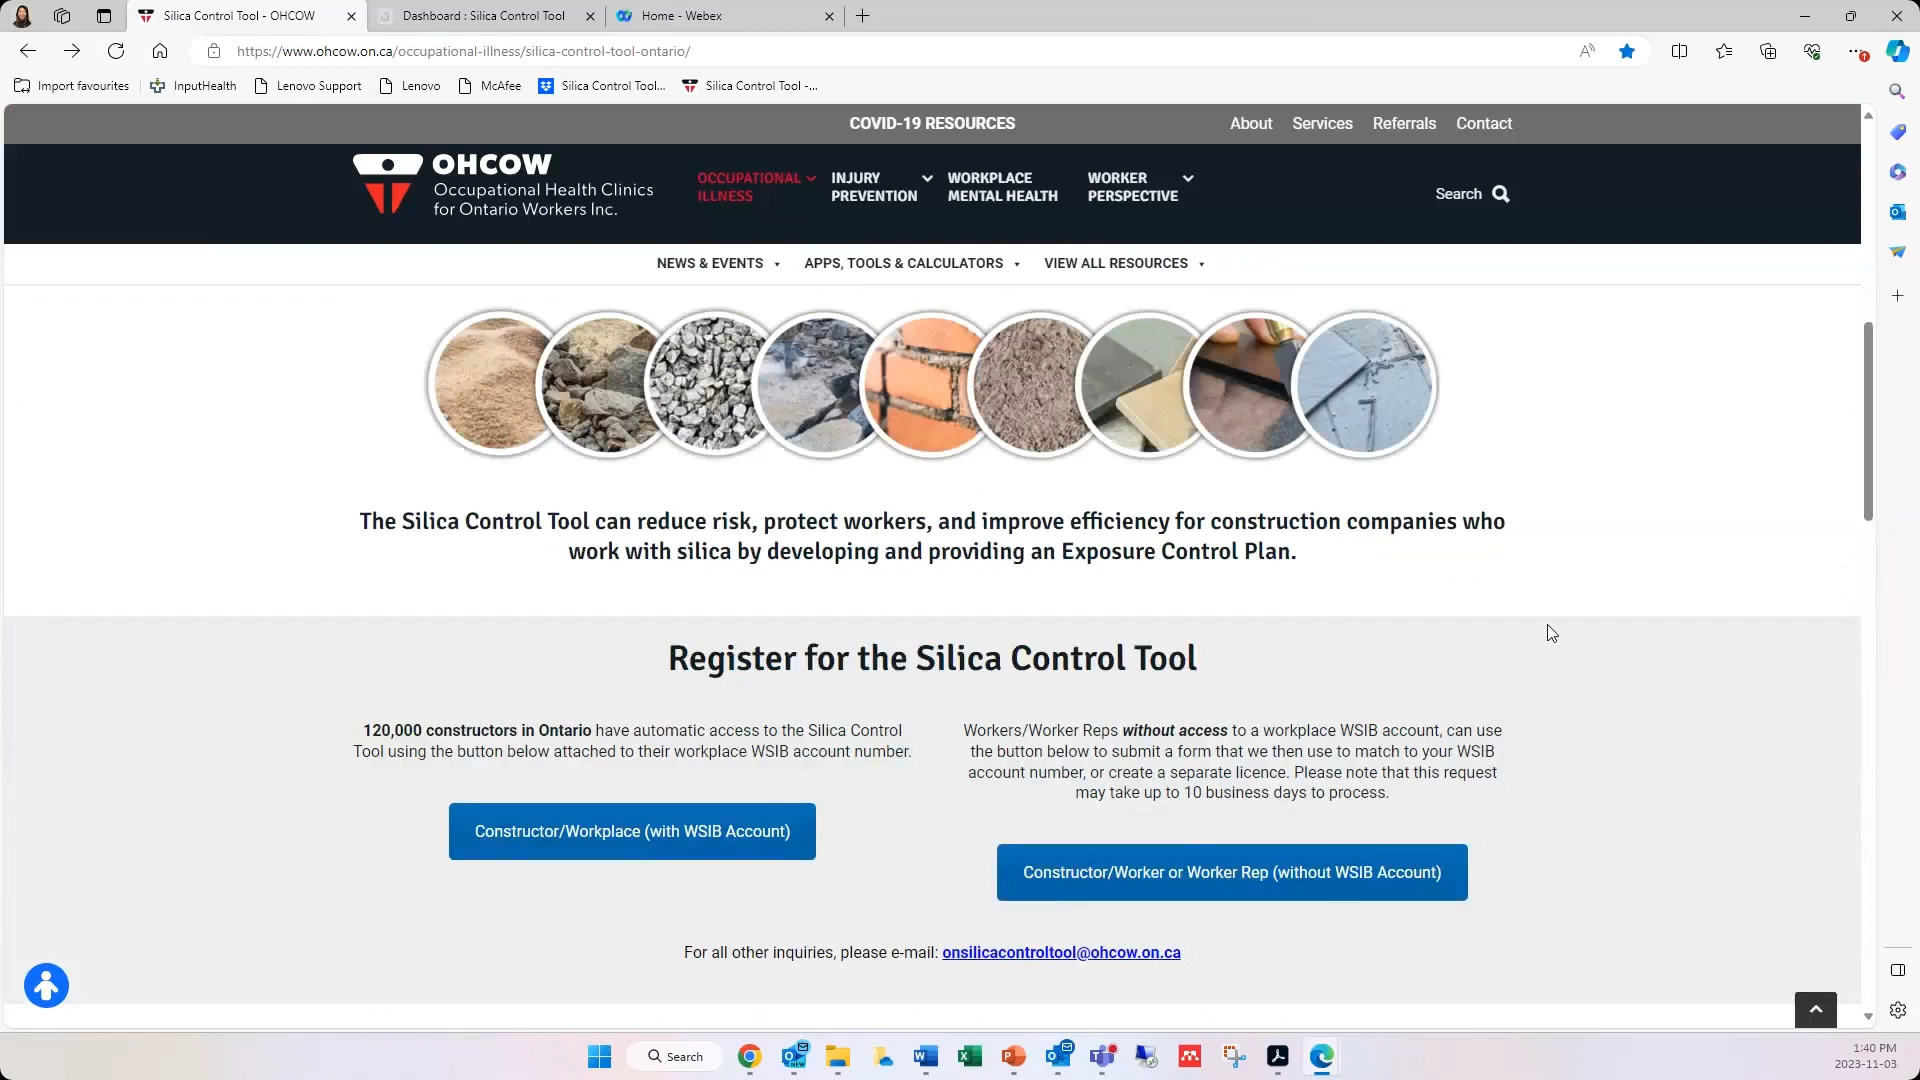 Silica Control Tool - OHCOW
Dashboard : Silica Control Tool
Home - Webex
https://www.ohcow.on.ca/occupational-illness/silica-control-tool-ontario/
Import favourites
InputHealth
Lenovo Support
Lenovo
McAfee
Silica Control Tool...
Silica Control Tool -...
COVID-19 RESOURCES
About
Services
Referrals
Contact
OHCOW
Occupational Health Clinics
for Ontario Workers Inc.
OCCUPATIONAL
ILLNESS
INJURY
PREVENTION
WORKPLACE
MENTAL HEALTH
WORKER
PERSPECTIVE
Search
NEWS & EVENTS
APPS, TOOLS & CALCULATORS
VIEW ALL RESOURCES
The Silica Control Tool can reduce risk, protect workers, and improve efficiency for construction companies who
work with silica by developing and providing an Exposure Control Plan.
Register for the Silica Control Tool
120,000 constructors in Ontario have automatic access to the Silica Control
Tool using the button below attached to their workplace WSIB account number.
Constructor/Workplace (with WSIB Account)
Workers/Worker Reps without access to a workplace WSIB account, can use
the button below to submit a form that we then use to match to your WSIB
account number, or create a separate licence. Please note that this request
may take up to 10 business days to process.
Constructor/Worker or Worker Rep (without WSIB Account)
For all other inquiries, please e-mail: onsilicacontroltool@ohcow.on.ca
Search
1:40 PM
2023-11-03